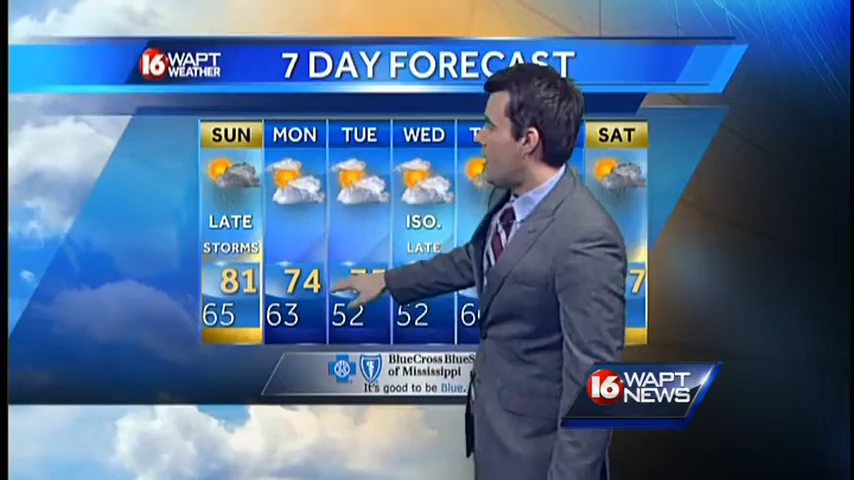 16 WAPT WEATHER
7 DAY FORECAST
SUN MON TUE WED SAT
LATE STORMS
ISO. LATE
81 74
65 63 52 52
BlueCross
of Mississippi
It's good to be Blue.
16 WAPT NEWS